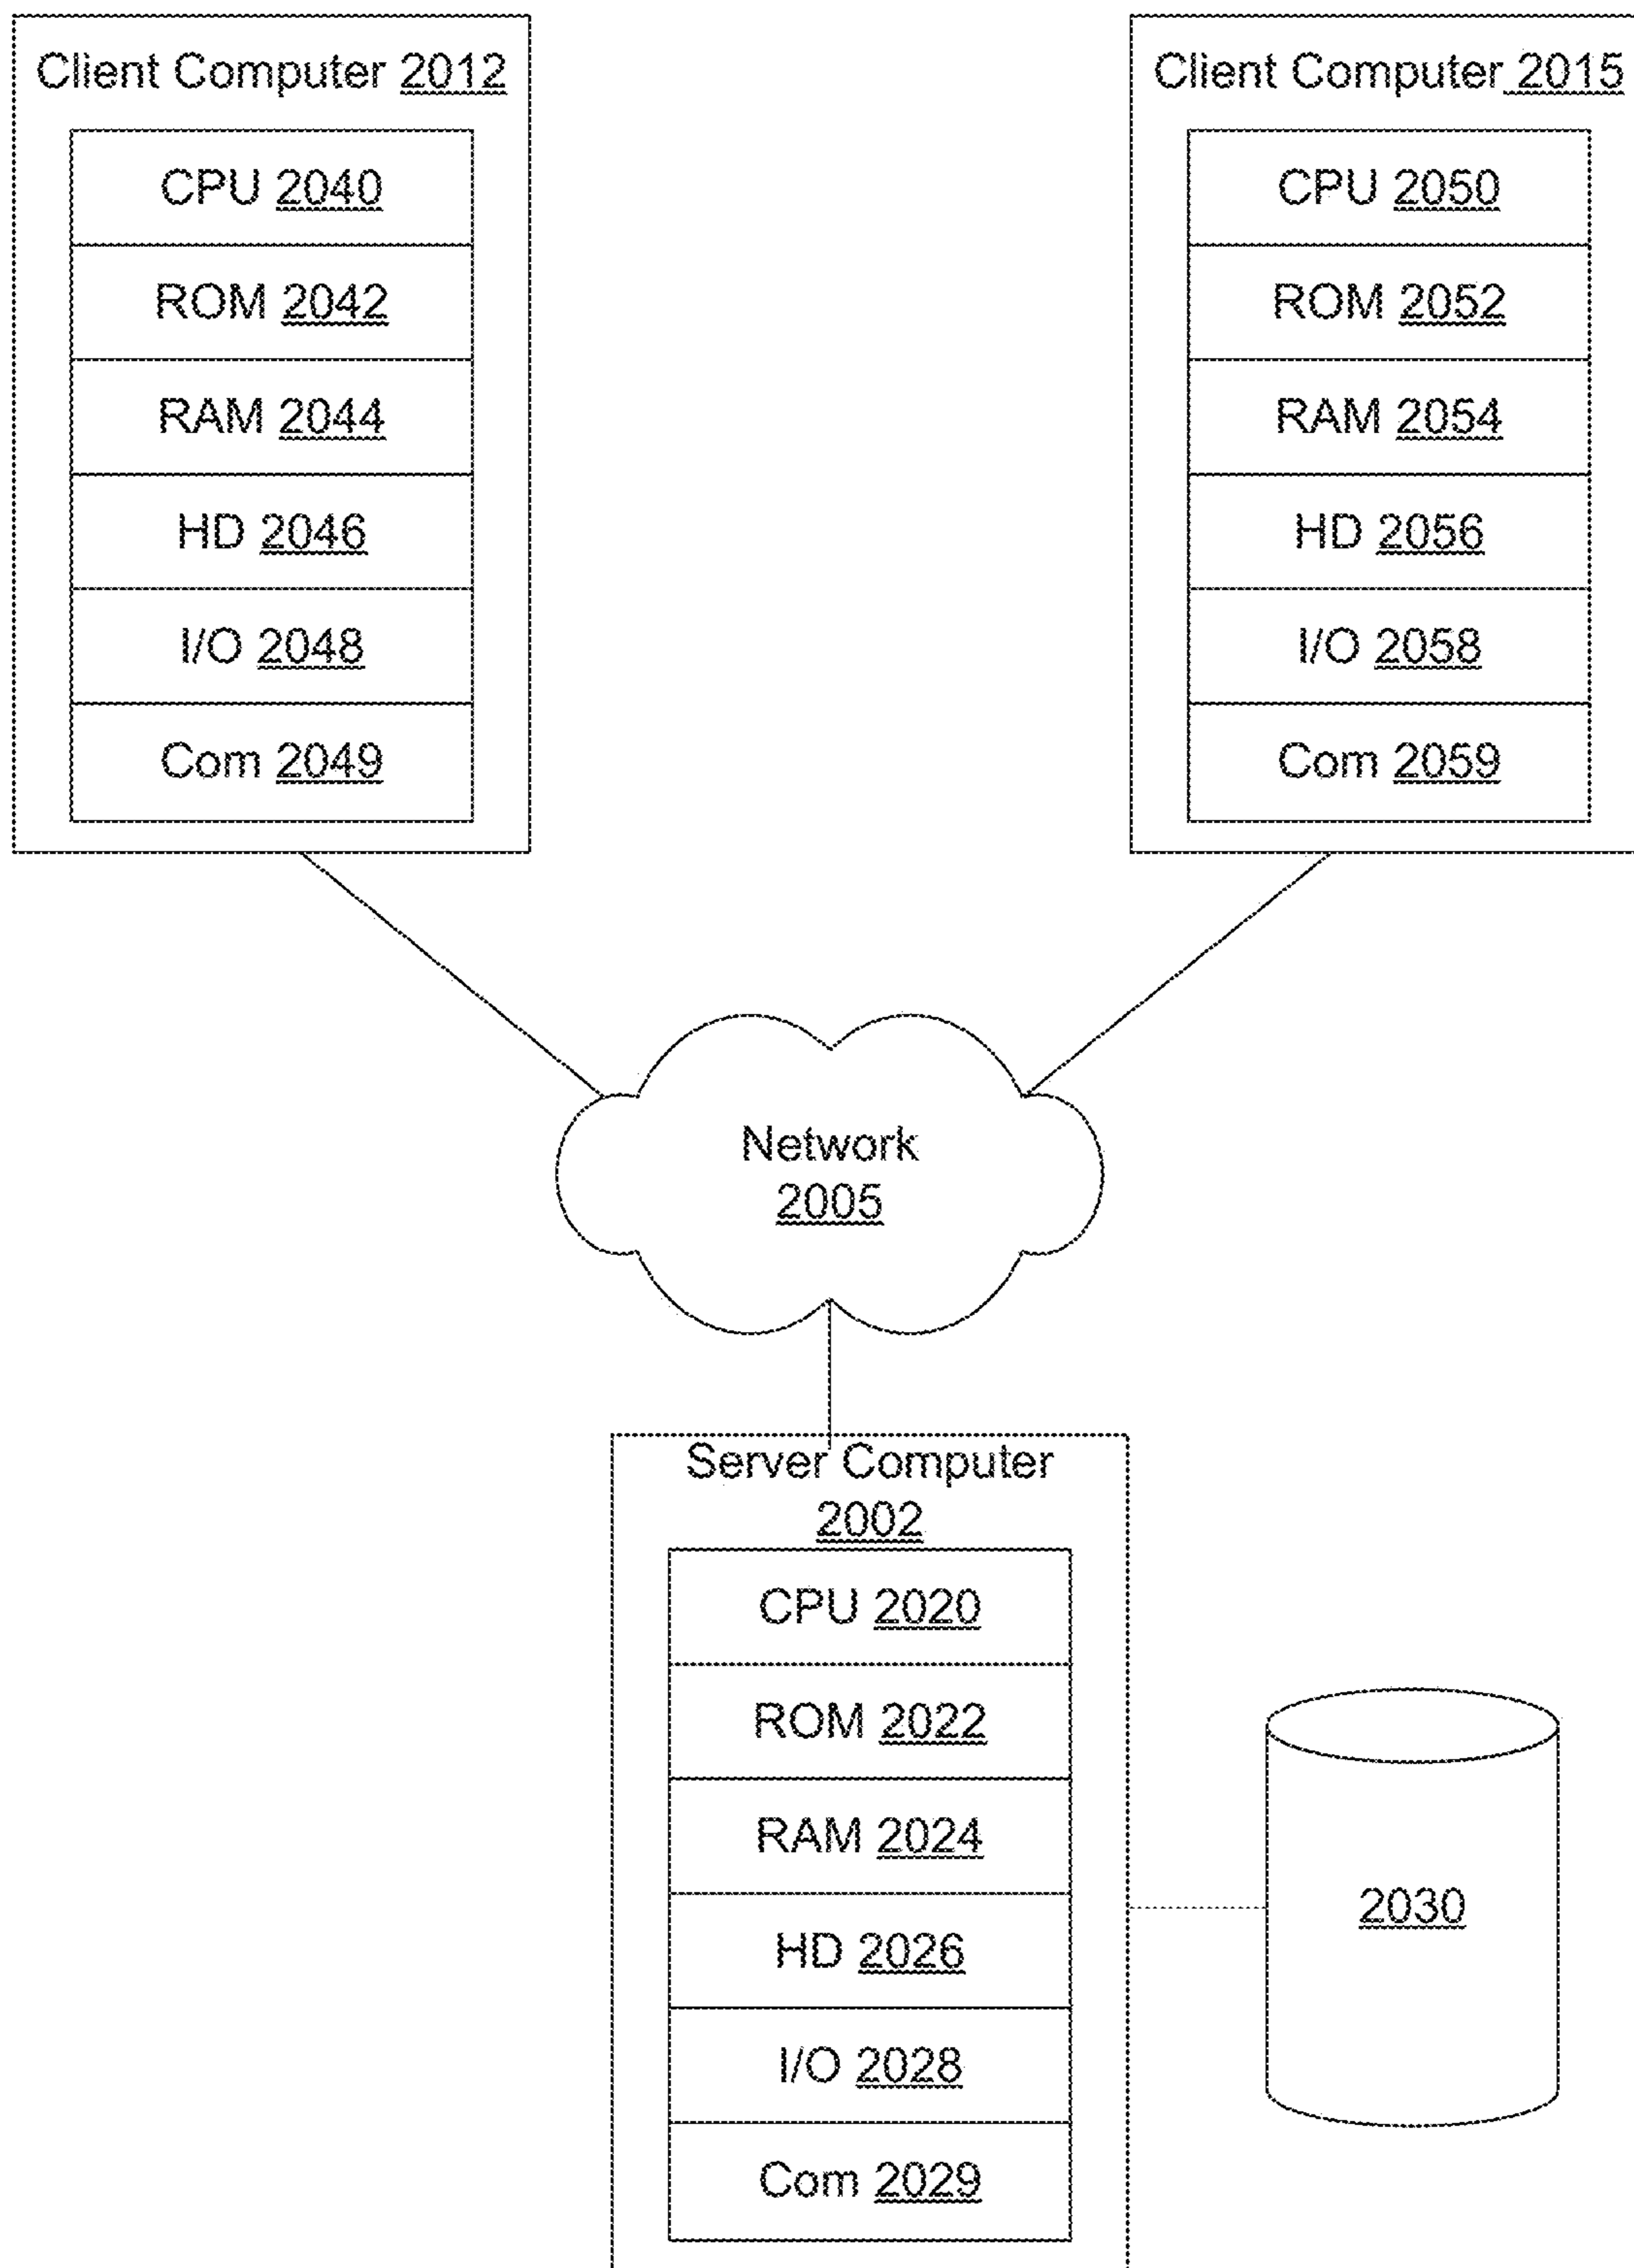 Client Computer 2012
CPU 2040
ROM 2042
RAM 2044
HD 2046
I/O 2048
Com 2049
Client Computer 2015
CPU 2050
ROM 2052
RAM 2054
HD 2056
I/O 2058
Com 2059
Network
2005
Server Computer
2002
CPU 2020
ROM 2022
RAM 2024
HD 2026
I/O 2028
Com 2029
2030